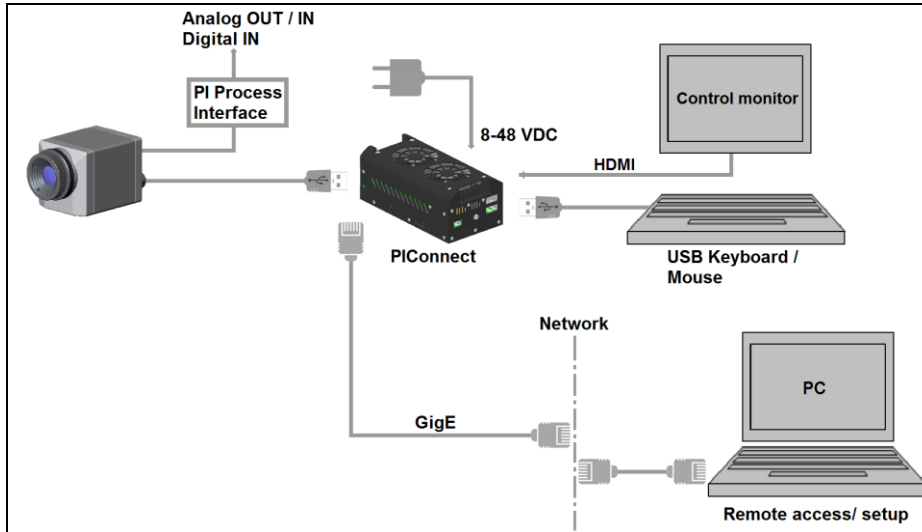 Analog OUT / IN
Digital IN
PI Process
Interface
8-48 VDC
Control monitor
HDMI
PIConnect
USB Keyboard /
Mouse
Network
PC
GigE
Remote access/ setup